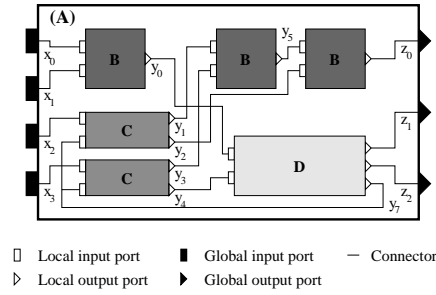 (A)
y5
B
B
B
x0
y0
z0
x1
C
y1
z1
x2
y2
C
y3
D
x3
y4
z2
y7
Local input port
Global input port
Connector
Local output port
Global output port